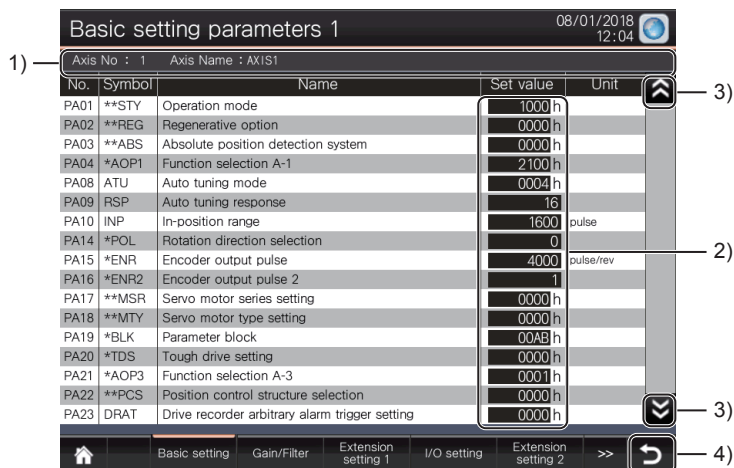 Basic setting parameters 1
08/01/2018
12:04
1)
Axis No : 1 Axis Name : AXIS1
No. Symbol Name Set value Unit
3)
PA01 **STY Operation mode 1000 h
PA02 **REG Regenerative option 0000 h
PA03 **ABS Absolute position detection system 0000 h
PA04 *AOP1 Function selection A-1 2100 h
PA08 ATU Auto tuning mode 0004 h
PA09 RSP Auto tuning response 16
PA10 INP In-position range 1600 pulse
PA14 *POL Rotation direction selection 0
2)
PA15 *ENR Encoder output pulse 4000 pulse/rev
PA16 *ENR2 Encoder output pulse 2 1
PA17 **MSR Servo motor series setting 0000 h
PA18 **MTY Servo motor type setting 0000 h
PA19 *BLK Parameter block 00AB h
PA20 *TDS Tough drive setting 0000 h
PA21 *AOP3 Function selection A-3 0001 h
PA22 **PCS Position control structure selection 0000 h
PA23 DRAT Drive recorder arbitrary alarm trigger setting 0000 h
3)
Basic setting Gain/Filter Extension setting 1 I/O setting Extension setting 2 >>
4)